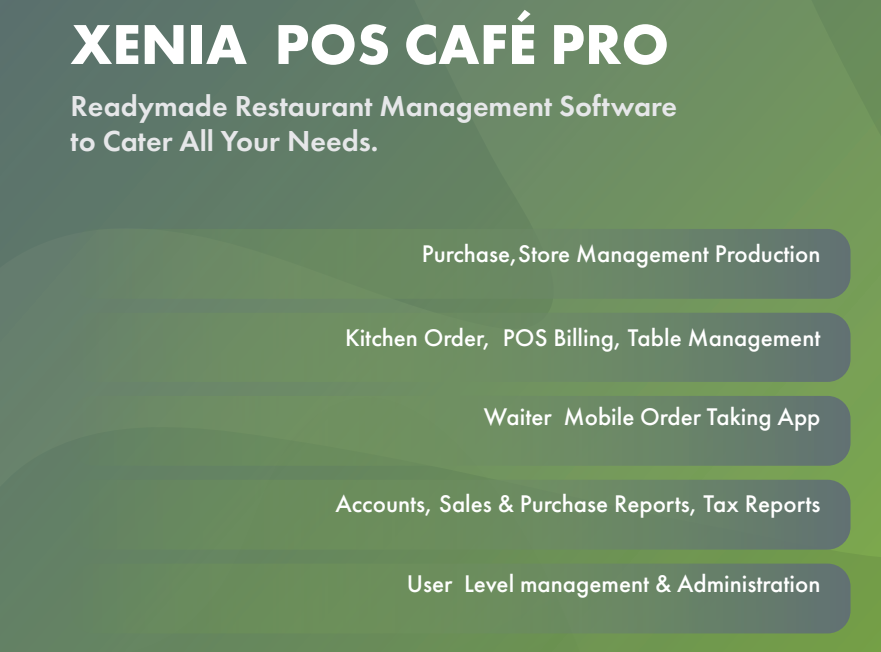 XENIA POS CAFÉ PRO
Readymade Restaurant Management Software
to Cater All Your Needs.
Purchase,Store Management Production
Kitchen Order, POS Billing, Table Management
Waiter Mobile Order Taking App
Accounts, Sales & Purchase Reports, Tax Reports
User Level management & Administration